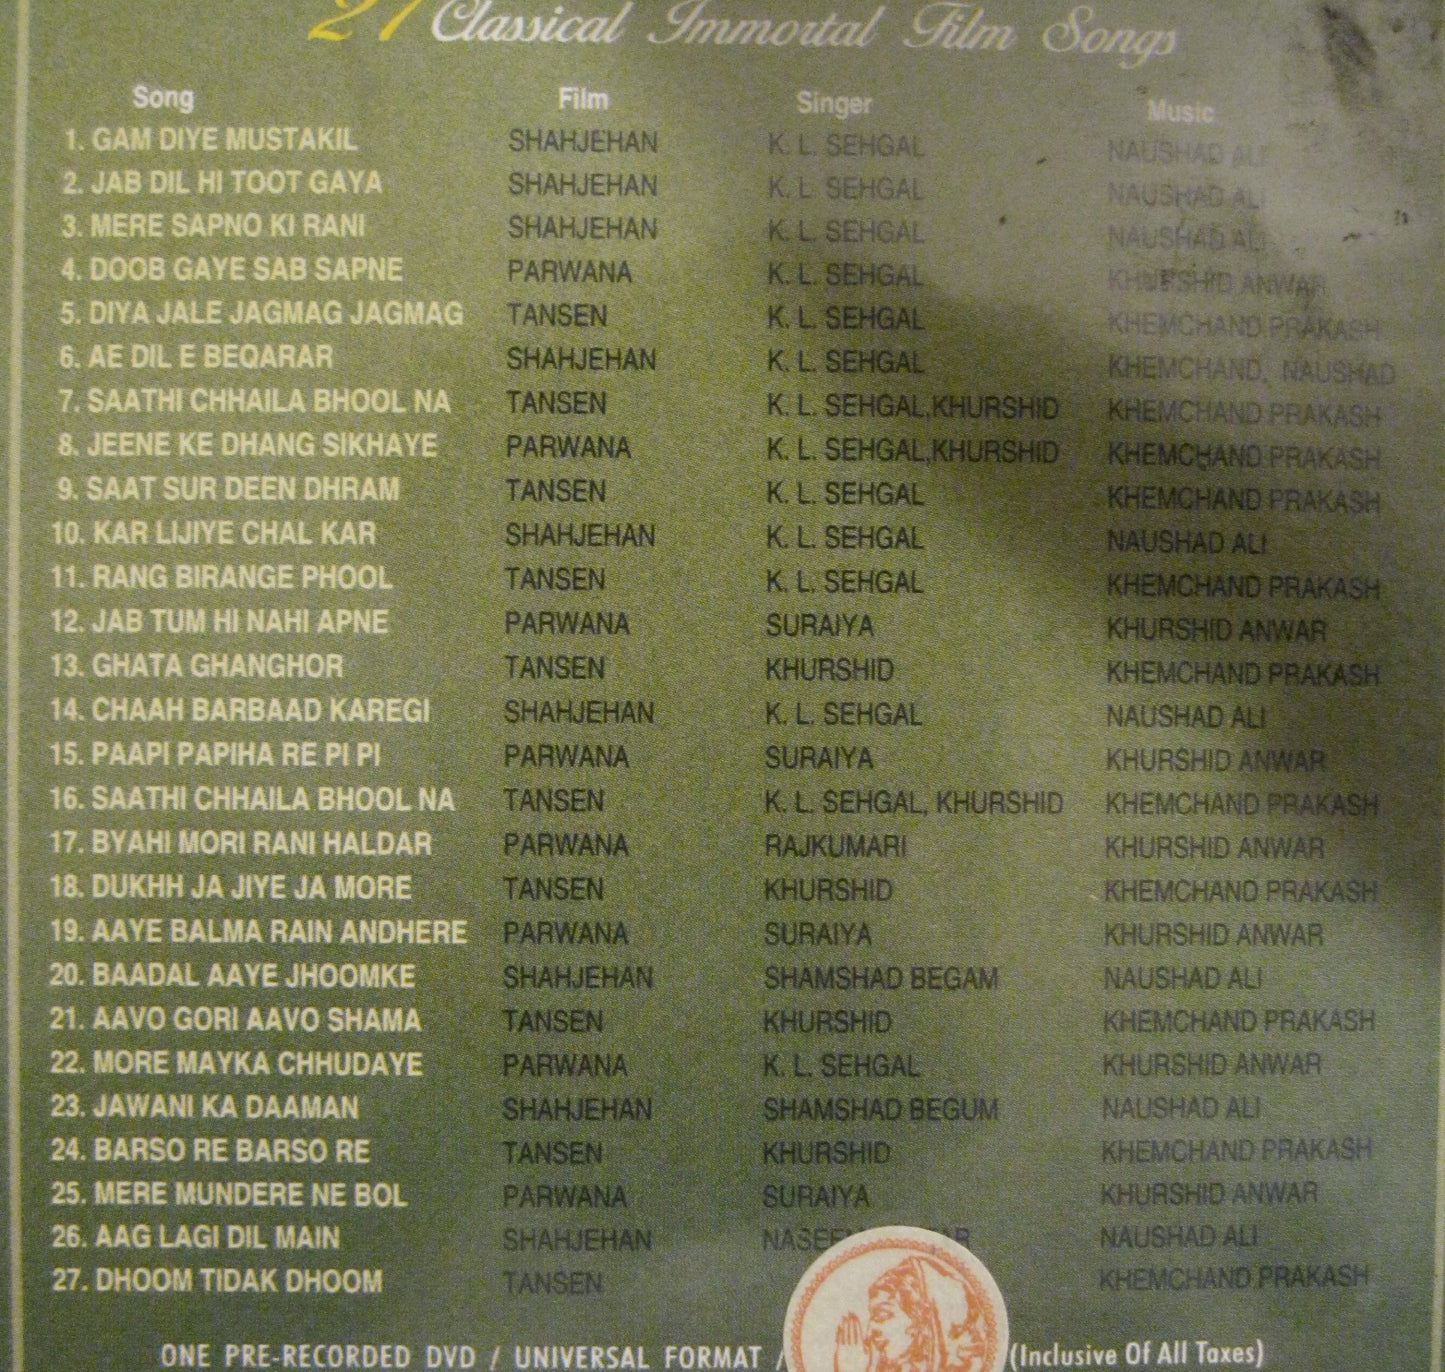 27 Classical Immortal Film Songs
Song Film Singer Music
1. GAM DIYE MUSTAKIL SHAHJEHAN K. L. SEHGAL NAUSHAD ALI
2. JAB DIL HI TOOT GAYA SHAHJEHAN K. L. SEHGAL NAUSHAD ALI
3. MERE SAPNO KI RANI SHAHJEHAN K. L. SEHGAL NAUSHAD ALI
4. DOOB GAYE SAB SAPNE PARWANA K. L. SEHGAL KHURSHID ANWAR
5. DIYA JALE JAGMAG JAGMAG TANSEN K. L. SEHGAL KHEMCHAND PRAKASH
6. AE DIL E BEQARAR SHAHJEHAN K. L. SEHGAL KHEMCHAND, NAUSHAD
7. SAATHI CHHAILA BHOOL NA TANSEN K. L. SEHGAL,KHURSHID KHEMCHAND PRAKASH
8. JEENE KE DHANG SIKHAYE PARWANA K. L. SEHGAL,KHURSHID KHEMCHAND PRAKASH
9. SAAT SUR DEEN DHRAM TANSEN K. L. SEHGAL KHEMCHAND PRAKASH
10. KAR LIJIYE CHAL KAR SHAHJEHAN K. L. SEHGAL NAUSHAD ALI
11. RANG BIRANGE PHOOL TANSEN K. L. SEHGAL KHEMCHAND PRAKASH
12. JAB TUM HI NAHI APNE PARWANA SURAIYA KHURSHID ANWAR
13. GHATA GHANGHOR TANSEN KHURSHID KHEMCHAND PRAKASH
14. CHAAH BARBAAD KAREGI SHAHJEHAN K. L. SEHGAL NAUSHAD ALI
15. PAAPI PAPIHA RE PI PI PARWANA SURAIYA KHURSHID ANWAR
16. SAATHI CHHAILA BHOOL NA TANSEN K. L. SEHGAL, KHURSHID KHEMCHAND PRAKASH
17. BYAHI MORI RANI HALDAR PARWANA RAJKUMARI KHURSHID ANWAR
18. DUKHH JA JIYE JA MORE TANSEN KHURSHID KHEMCHAND PRAKASH
19. AAYE BALMA RAIN ANDHERE PARWANA SURAIYA KHURSHID ANWAR
20. BAADAL AAYE JHOOMKE SHAHJEHAN SHAMSHAD BEGAM NAUSHAD ALI
21. AAVO GORI AAVO SHAMA TANSEN KHURSHID KHEMCHAND PRAKASH
22. MORE MAYKA CHHUDAYE PARWANA K. L. SEHGAL KHURSHID ANWAR
23. JAWANI KA DAAMAN SHAHJEHAN SHAMSHAD BEGUM NAUSHAD ALI
24. BARSO RE BARSO RE TANSEN KHURSHID KHEMCHAND PRAKASH
25. MERE MUNDERE NE BOL PARWANA SURAIYA KHURSHID ANWAR
26. AAG LAGI DIL MAIN SHAHJEHAN NAUSHAD ALI
27. DHOOM TIDAK DHOOM TANSEN KHEMCHAND PRAKASH
ONE PRE-RECORDED DVD / UNIVERSAL FORMAT / (Inclusive Of All Taxes)